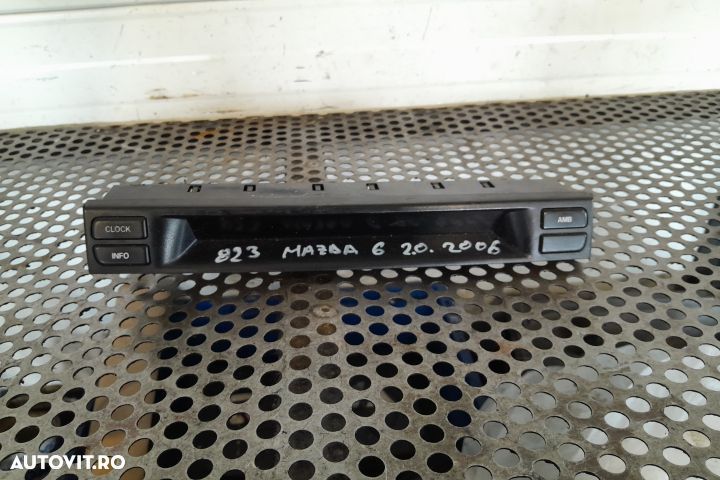 CLOCK
AMB
INFO
823 MAZDA 6 2.0. 2006
AUTOVIT.RO